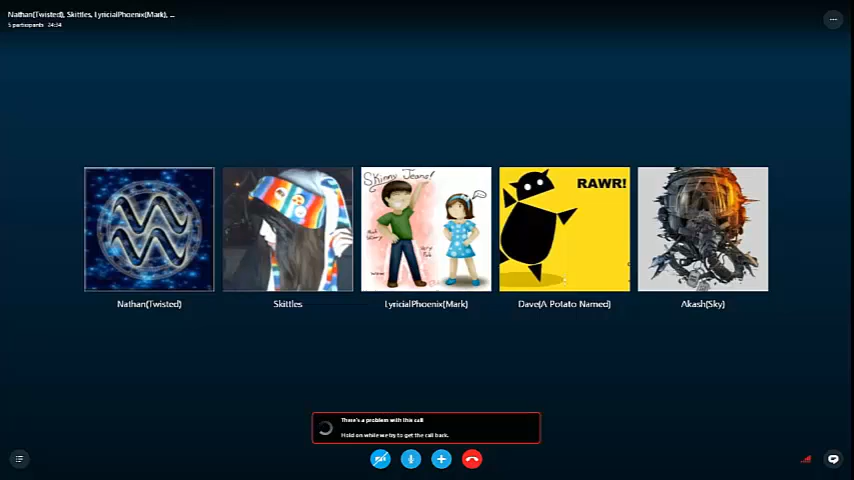 Nathan(Twisted), Skittles, LyricialPhoenix(Mark), ...
5 participants 24:34
Skinny Jeans!
RAWR!
Nathan(Twisted)
Skittles
LyricialPhoenix(Mark)
Dave(A Potato Named)
Akash(Sky)
There's a problem with this call
Hold on while we try to get the call back.